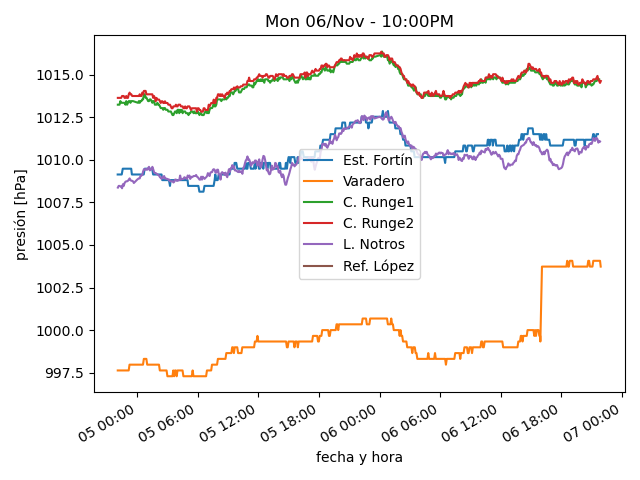 Mon 06/Nov - 10:00PM
presión [hPa]
1015.0
1012.5
1010.0
1007.5
1005.0
1002.5
1000.0
997.5
Est. Fortín
Varadero
C. Runge1
C. Runge2
L. Notros
Ref. López
05 00:00
05 06:00
05 12:00
05 18:00
06 00:00
06 06:00
06 12:00
06 18:00
07 00:00
fecha y hora